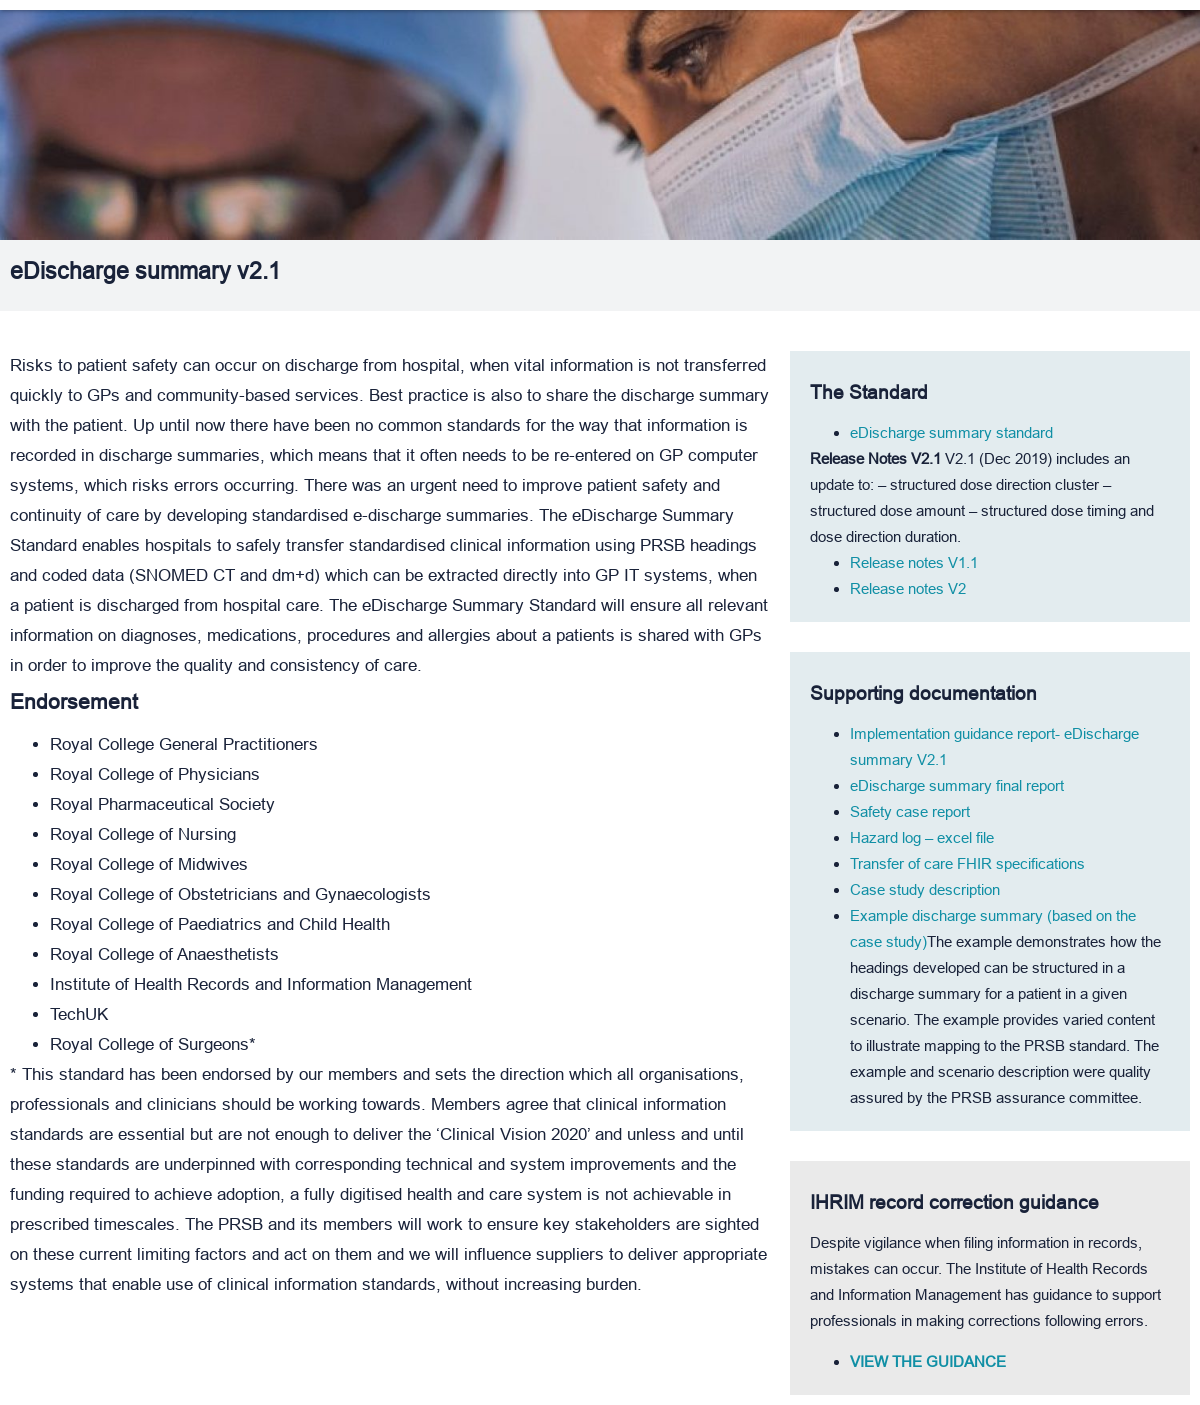 eDischarge summary v2.1
Risks to patient safety can occur on discharge from hospital, when vital information is not transferred
quickly to GPs and community-based services. Best practice is also to share the discharge summary
with the patient. Up until now there have been no common standards for the way that information is
recorded in discharge summaries, which means that it often needs to be re-entered on GP computer
systems, which risks errors occurring. There was an urgent need to improve patient safety and
continuity of care by developing standardised e-discharge summaries. The eDischarge Summary
Standard enables hospitals to safely transfer standardised clinical information using PRSB headings
and coded data (SNOMED CT and dm+d) which can be extracted directly into GP IT systems, when
a patient is discharged from hospital care. The eDischarge Summary Standard will ensure all relevant
information on diagnoses, medications, procedures and allergies about a patients is shared with GPs
in order to improve the quality and consistency of care.
Endorsement
• Royal College General Practitioners
• Royal College of Physicians
• Royal Pharmaceutical Society
• Royal College of Nursing
• Royal College of Midwives
• Royal College of Obstetricians and Gynaecologists
• Royal College of Paediatrics and Child Health
• Royal College of Anaesthetists
• Institute of Health Records and Information Management
• TechUK
• Royal College of Surgeons*
* This standard has been endorsed by our members and sets the direction which all organisations,
professionals and clinicians should be working towards. Members agree that clinical information
standards are essential but are not enough to deliver the ‘Clinical Vision 2020’ and unless and until
these standards are underpinned with corresponding technical and system improvements and the
funding required to achieve adoption, a fully digitised health and care system is not achievable in
prescribed timescales. The PRSB and its members will work to ensure key stakeholders are sighted
on these current limiting factors and act on them and we will influence suppliers to deliver appropriate
systems that enable use of clinical information standards, without increasing burden.
The Standard
• eDischarge summary standard
Release Notes V2.1 V2.1 (Dec 2019) includes an
update to: – structured dose direction cluster –
structured dose amount – structured dose timing and
dose direction duration.
• Release notes V1.1
• Release notes V2
Supporting documentation
• Implementation guidance report- eDischarge
summary V2.1
• eDischarge summary final report
• Safety case report
• Hazard log – excel file
• Transfer of care FHIR specifications
• Case study description
• Example discharge summary (based on the
case study)The example demonstrates how the
headings developed can be structured in a
discharge summary for a patient in a given
scenario. The example provides varied content
to illustrate mapping to the PRSB standard. The
example and scenario description were quality
assured by the PRSB assurance committee.
IHRIM record correction guidance
Despite vigilance when filing information in records,
mistakes can occur. The Institute of Health Records
and Information Management has guidance to support
professionals in making corrections following errors.
• VIEW THE GUIDANCE